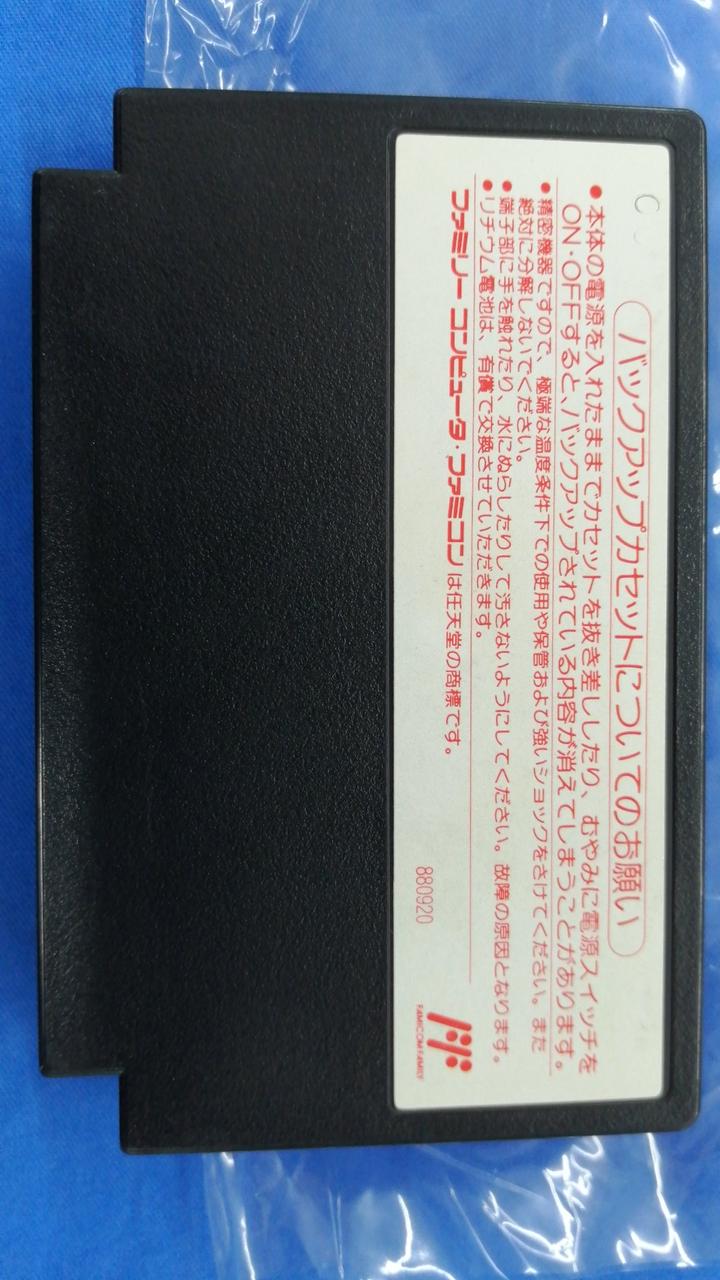 バックアップカセットについてのお願い
●本体の電源を入れたままでカセットを抜き差ししたり、むやみに電源スイッチを
ON·OFFすると、バックアップされている内容が消えてしまうことがあります。
●精密機器ですので、極端な温度条件下での使用や保管および強いショックをさけてください。また
絶対に分解しないでください。
●端子部に手を触れたり、水にぬらしたりして汚さないようにしてください。故障の原因となります。
●リチウム電池は、有償で交換させていただきます。
ファミリー コンピュータ・ファミコンは任天堂の商標です。
880920
FAMICOM FAMILY